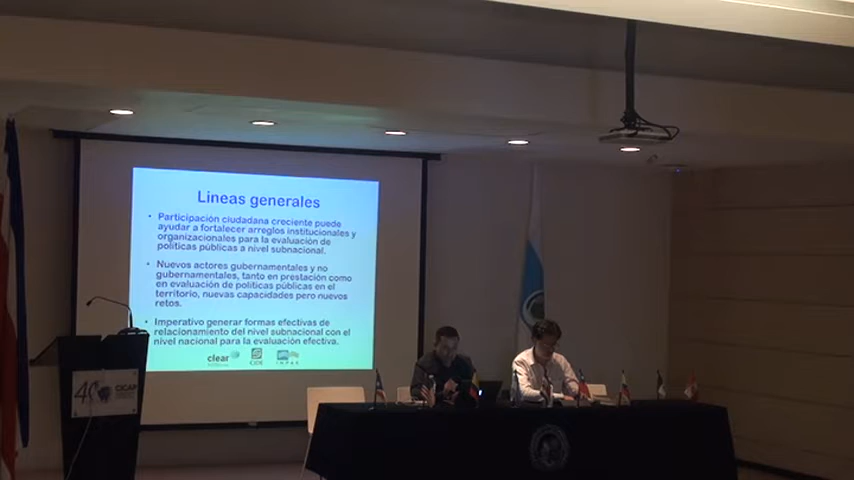 Lineas generales
• Participación ciudadana creciente puede
ayudar a fortalecer arreglos institucionales y
organizacionales para la evaluación de
políticas públicas a nivel subnacional.
• Nuevos actores gubernamentales y no
gubernamentales, tanto en prestación como
en evaluación de políticas públicas en el
territorio, nuevas capacidades pero nuevos
retos.
• Imperativo generar formas efectivas de
relacionamiento del nivel subnacional con el
nivel nacional para la evaluación efectiva.
clear CIDE
40 CICAP